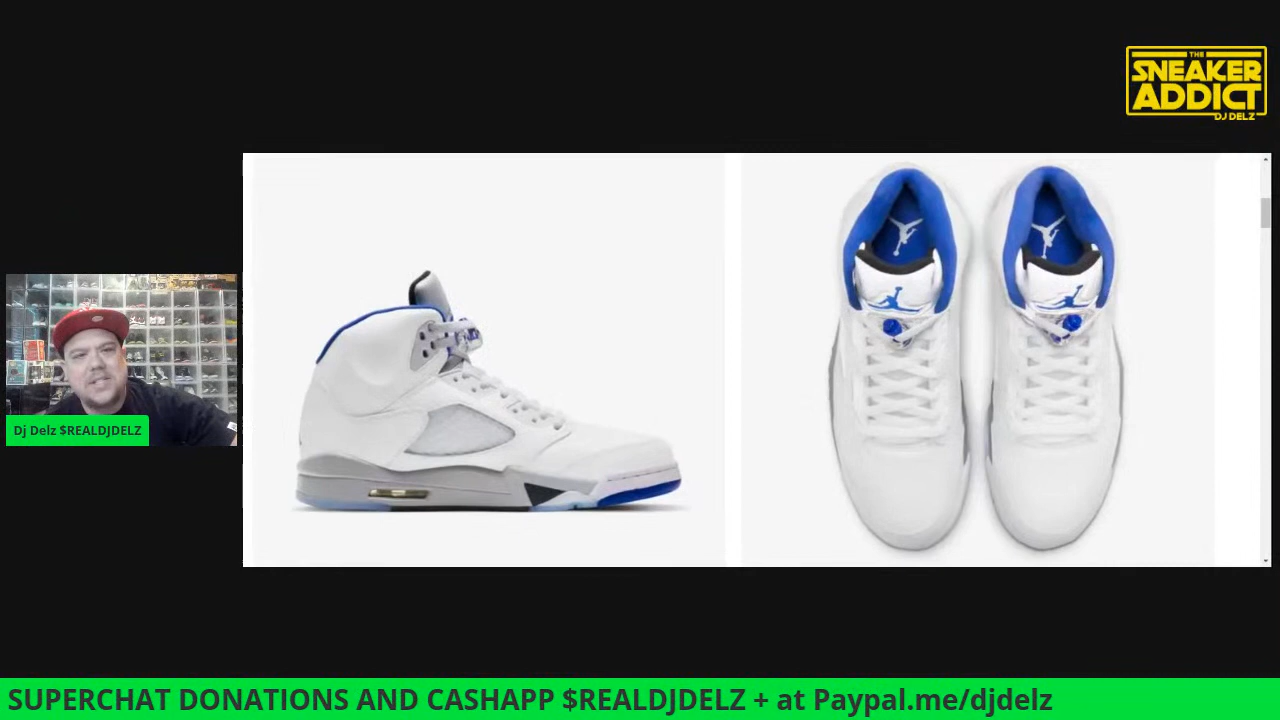 THE
SNEAKER
ADDICT
DJ DELZ
Dj Delz $REALDJDELZ
SUPERCHAT DONATIONS AND CASHAPP $REALDJDELZ + at Paypal.me/djdelz